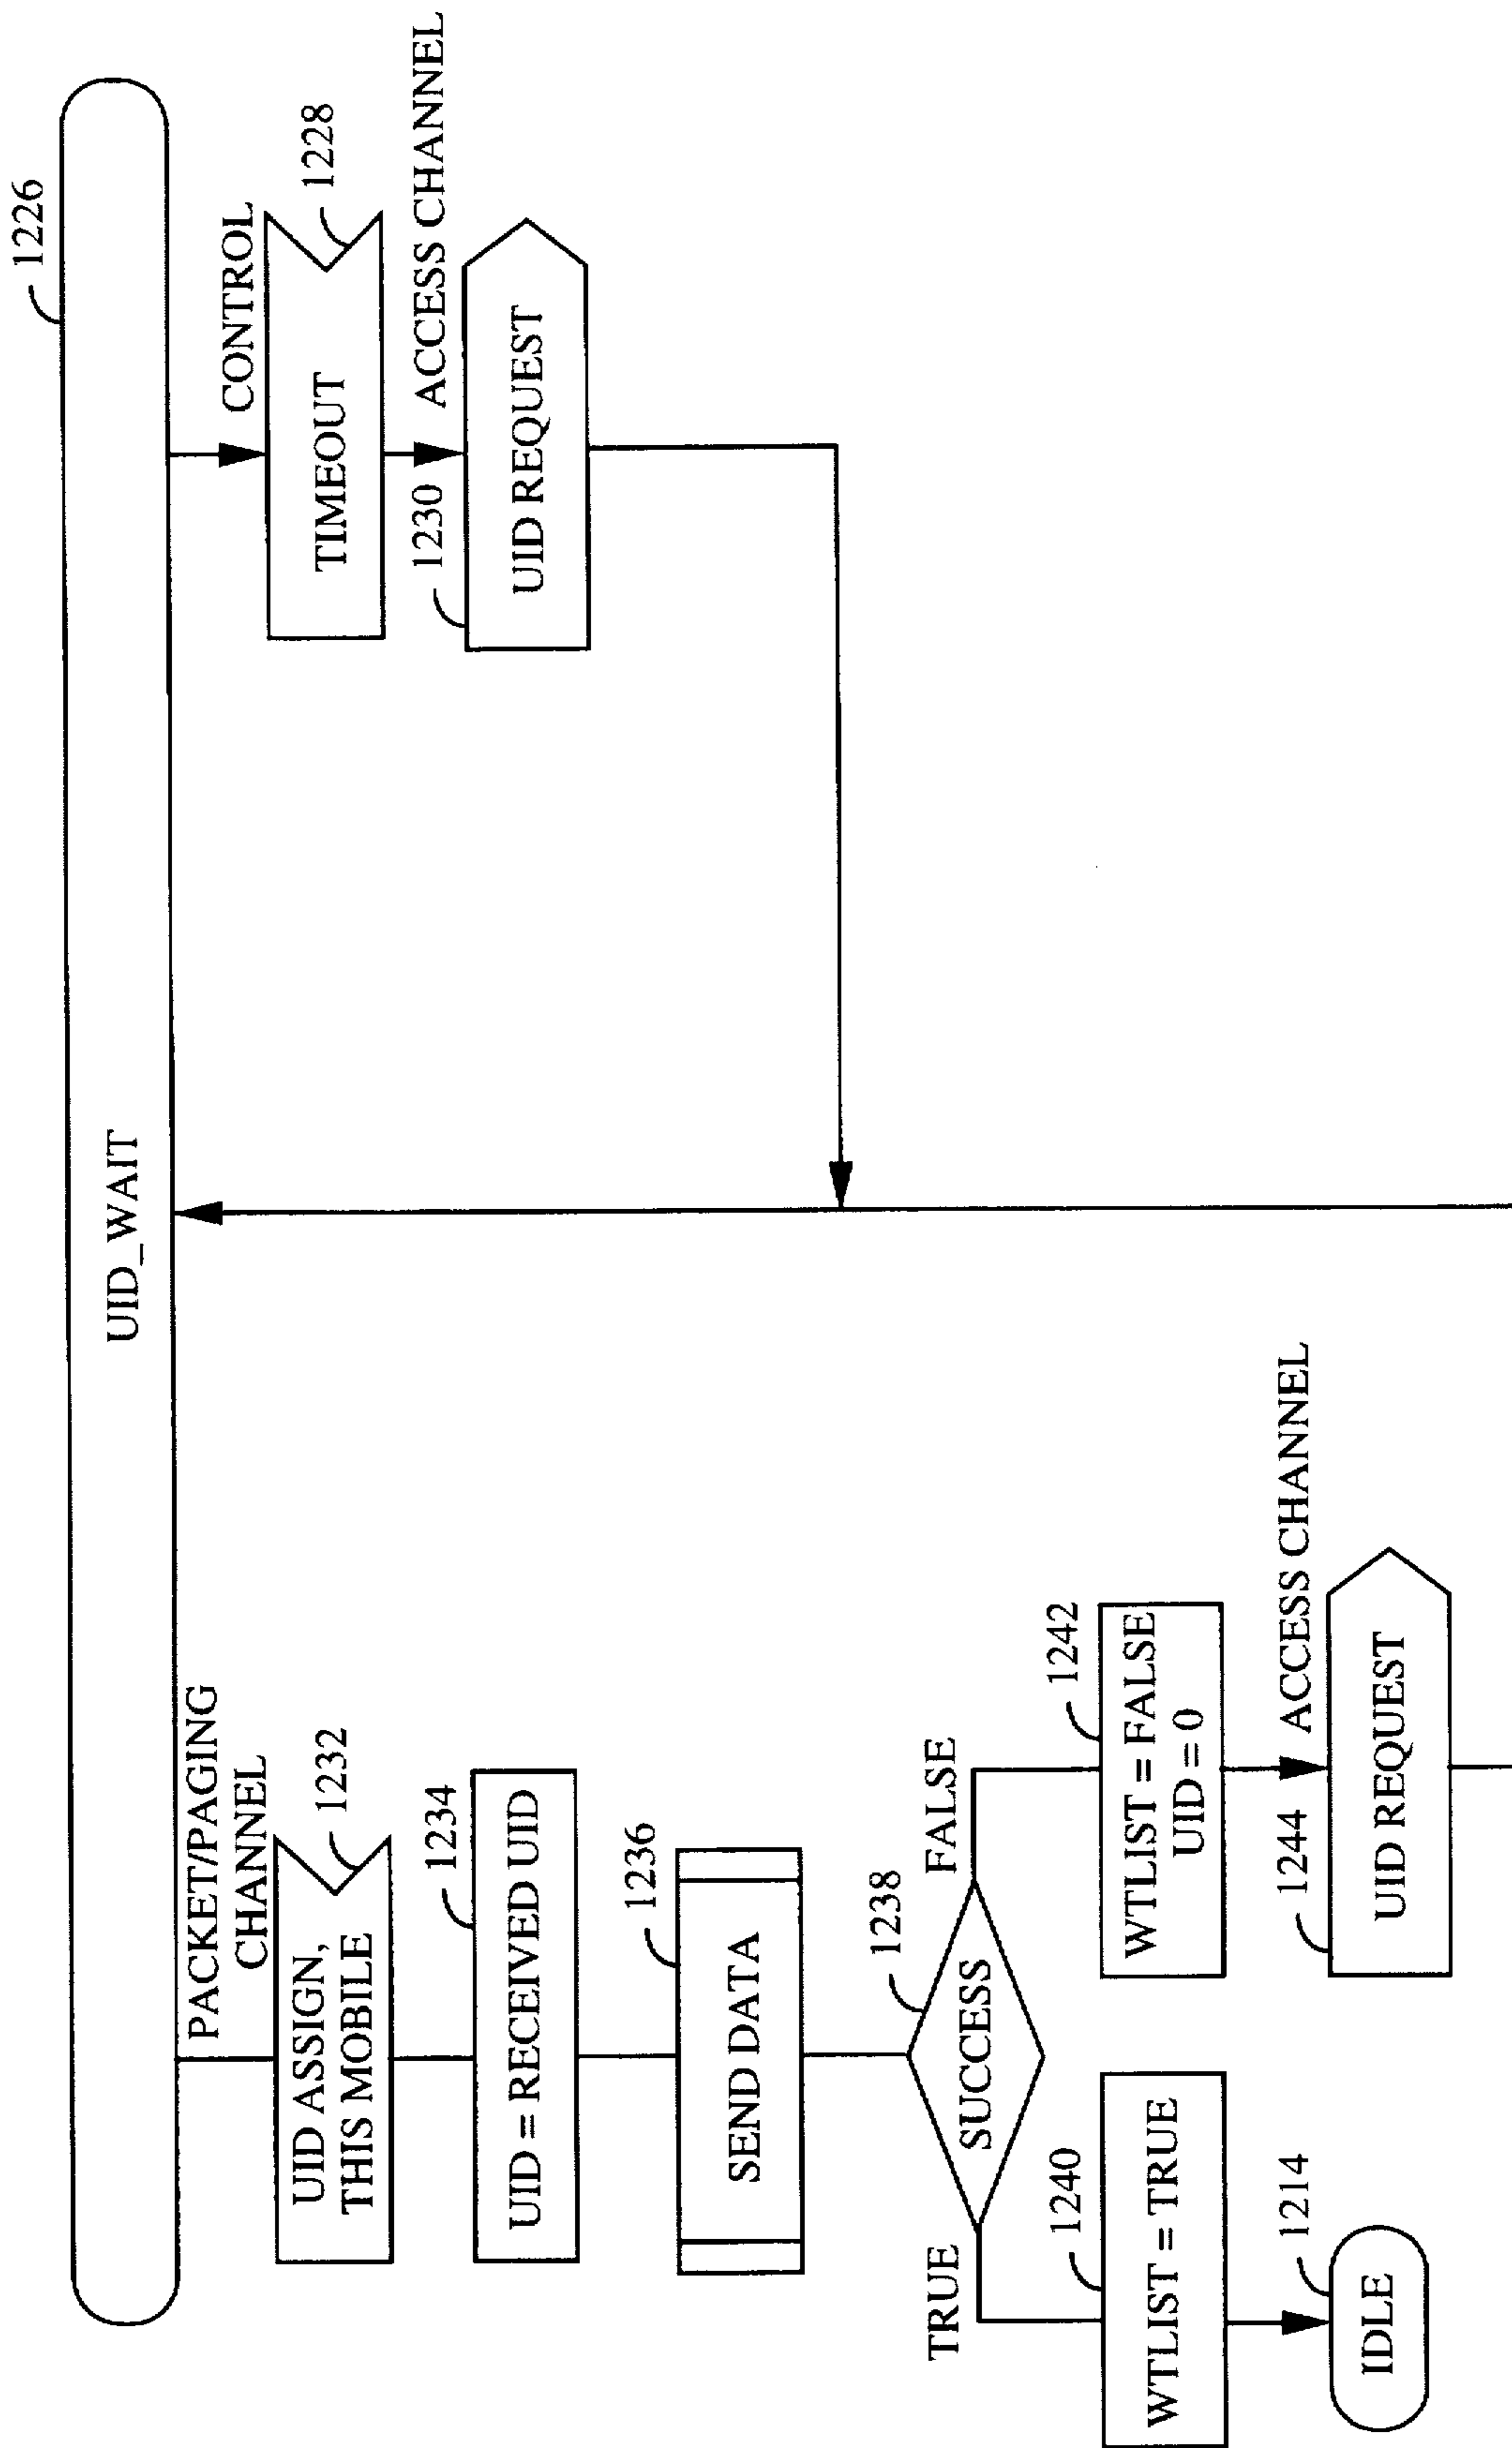 1226
UID_WAIT
PACKET/PAGING
CHANNEL
UID ASSIGN,
THIS MOBILE
1232
1234
UID = RECEIVED UID
1236
SEND DATA
1238
SUCCESS
TRUE
FALSE
1240
WTLIST = TRUE
1214
IDLE
1242
WTLIST = FALSE
UID = 0
ACCESS CHANNEL
1244
UID REQUEST
CONTROL
TIMEOUT
1228
ACCESS CHANNEL
1230
UID REQUEST